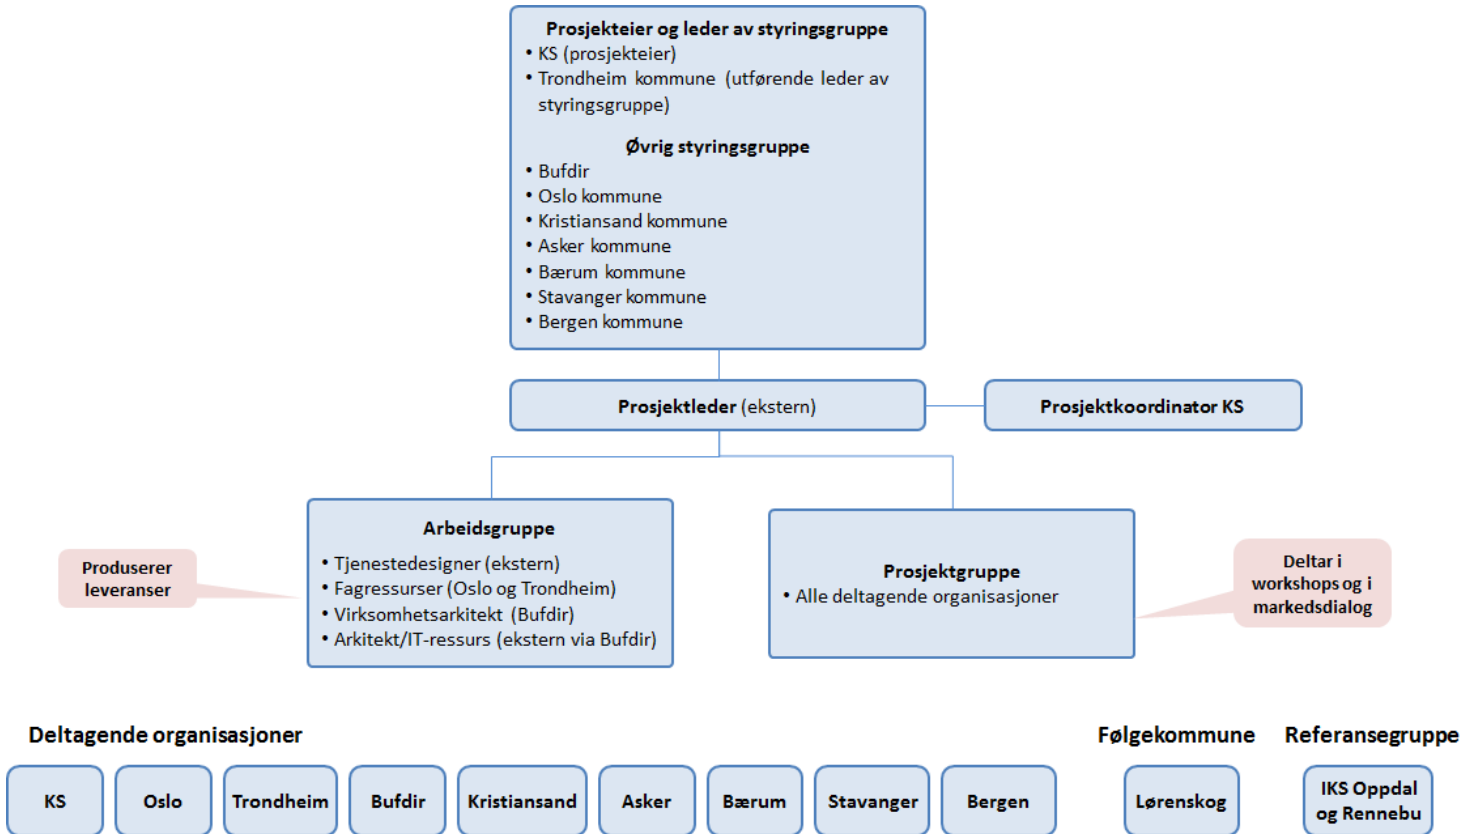 Prosjekteier og leder av styringsgruppe
• KS (prosjekteier)
• Trondheim kommune (utførende leder av
styringsgruppe)
Øvrig styringsgruppe
• Bufdir
• Oslo kommune
• Kristiansand kommune
• Asker kommune
• Bærum kommune
• Stavanger kommune
• Bergen kommune
Prosjektleder (ekstern)
Prosjektkoordinator KS
Arbeidsgruppe
• Tjenestedesigner (ekstern)
• Fagressurser (Oslo og Trondheim)
• Virksomhetsarkitekt (Bufdir)
• Arkitekt/IT-ressurs (ekstern via Bufdir)
Produserer
leveranser
Prosjektgruppe
• Alle deltagende organisasjoner
Deltar i
workshops og i
markedsdialog
Deltagende organisasjoner
KS
Oslo
Trondheim
Bufdir
Kristiansand
Asker
Bærum
Stavanger
Bergen
Følgekommune
Lørenskog
Referansegruppe
IKS Oppdal
og Rennebu